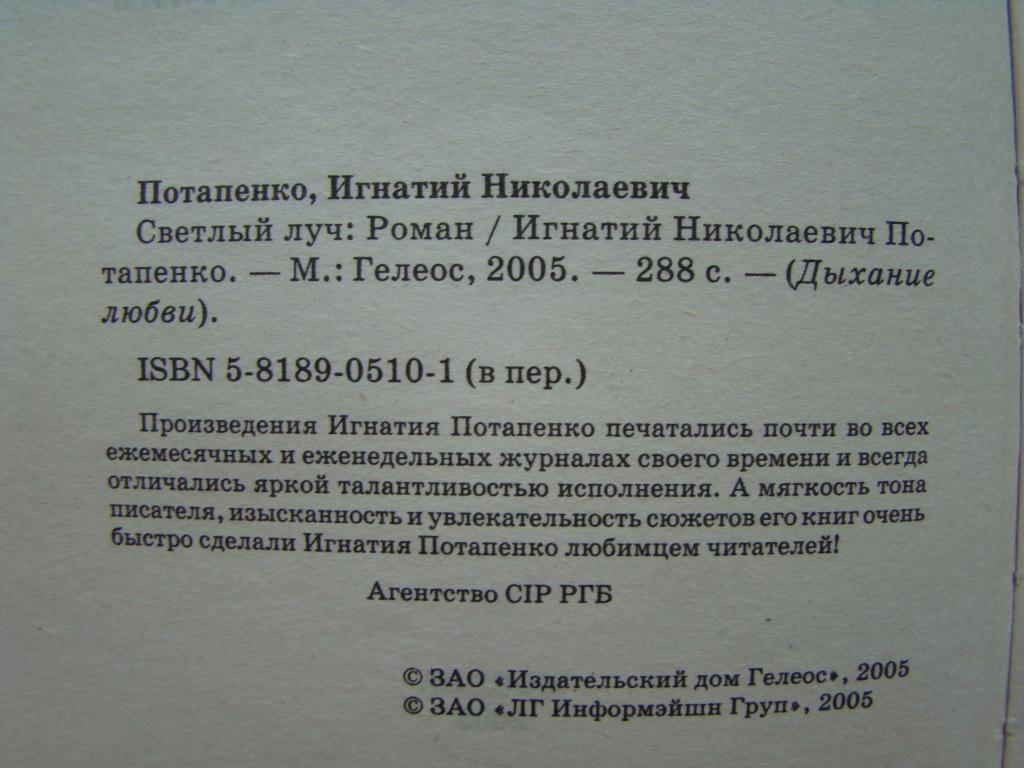 Потапенко, Игнатий Николаевич
Светлый луч: Роман / Игнатий Николаевич По-
тапенко. — М.: Гелеос, 2005. — 288 с. — (Дыхание
любви).
ISBN 5-8189-0510-1 (в пер.)
Произведения Игнатия Потапенко печатались почти во всех
ежемесячных и еженедельных журналах своего времени и всегда
отличались яркой талантливостью исполнения. А мягкость тона
писателя, изысканность и увлекательность сюжетов его книг очень
быстро сделали Игнатия Потапенко любимцем читателей!
Агентство CIP РГБ
© ЗАО «Издательский дом Гелеос», 2005
© ЗАО «ЛГ Информэйшн Груп», 2005